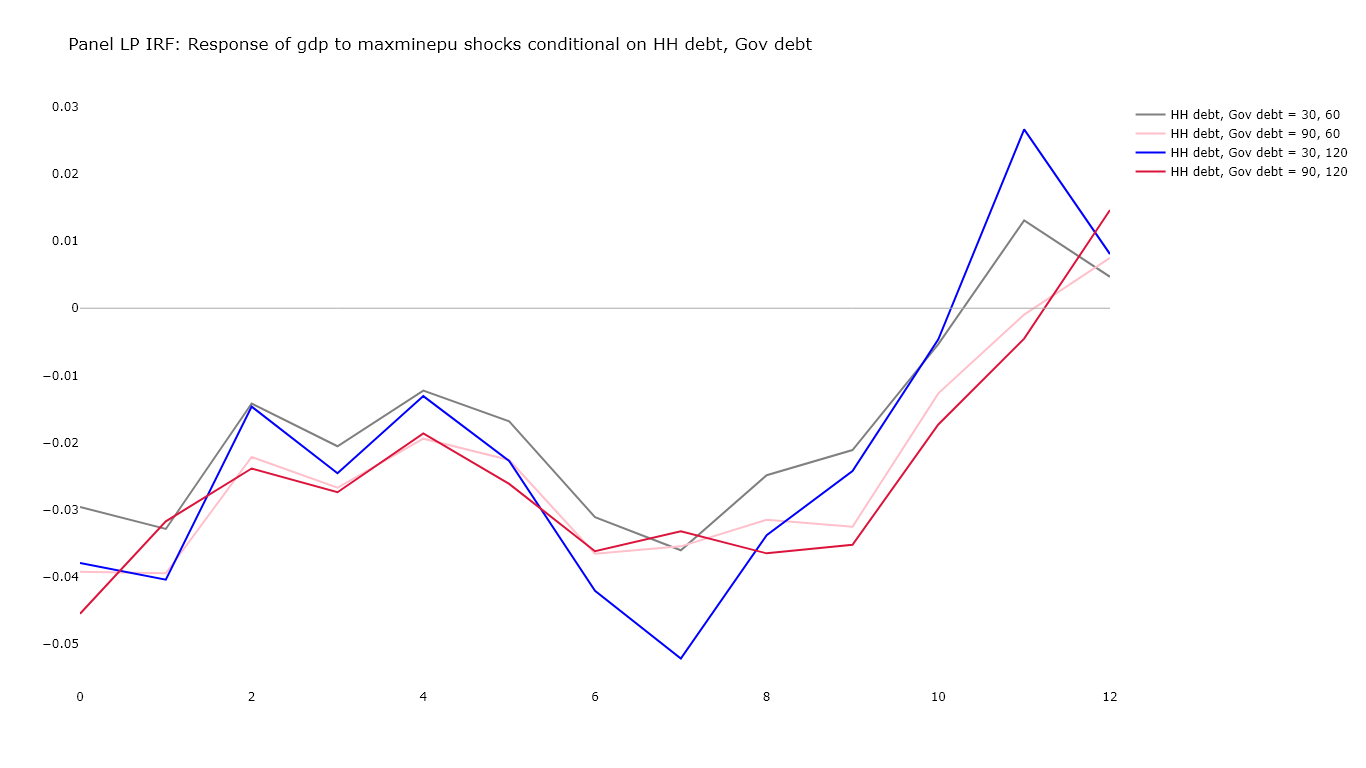 Panel LP IRF: Response of gdp to maxminepu shocks conditional on HH debt, Gov debt
0.03
0.02
0.01
0
−0.01
−0.02
−0.03
−0.04
−0.05
0 2 4 6 8 10 12
HH debt, Gov debt = 30, 60
HH debt, Gov debt = 90, 60
HH debt, Gov debt = 30, 120
HH debt, Gov debt = 90, 120